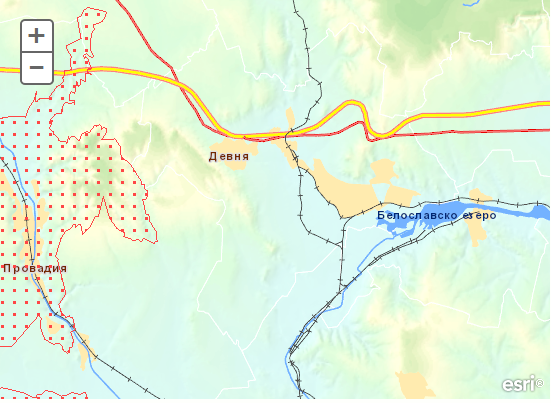 +
−
Девня
Белославско езеро
Провадия
esri